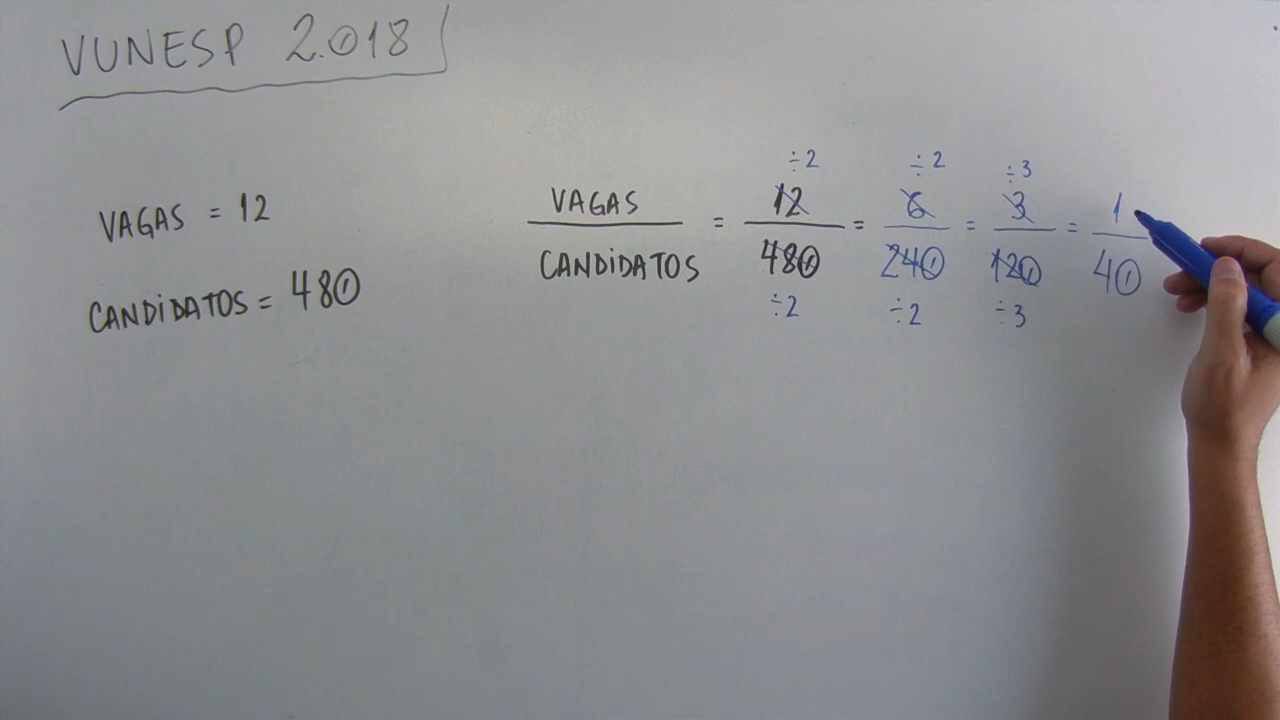 VUNESP 2.018
VAGAS = 12
CANDIDATOS = 480
÷2 ÷2 ÷3
VAGAS = 12 = 6 = 3 = 1
CANDIDATOS 480 240 120 40
÷2 ÷2 ÷3